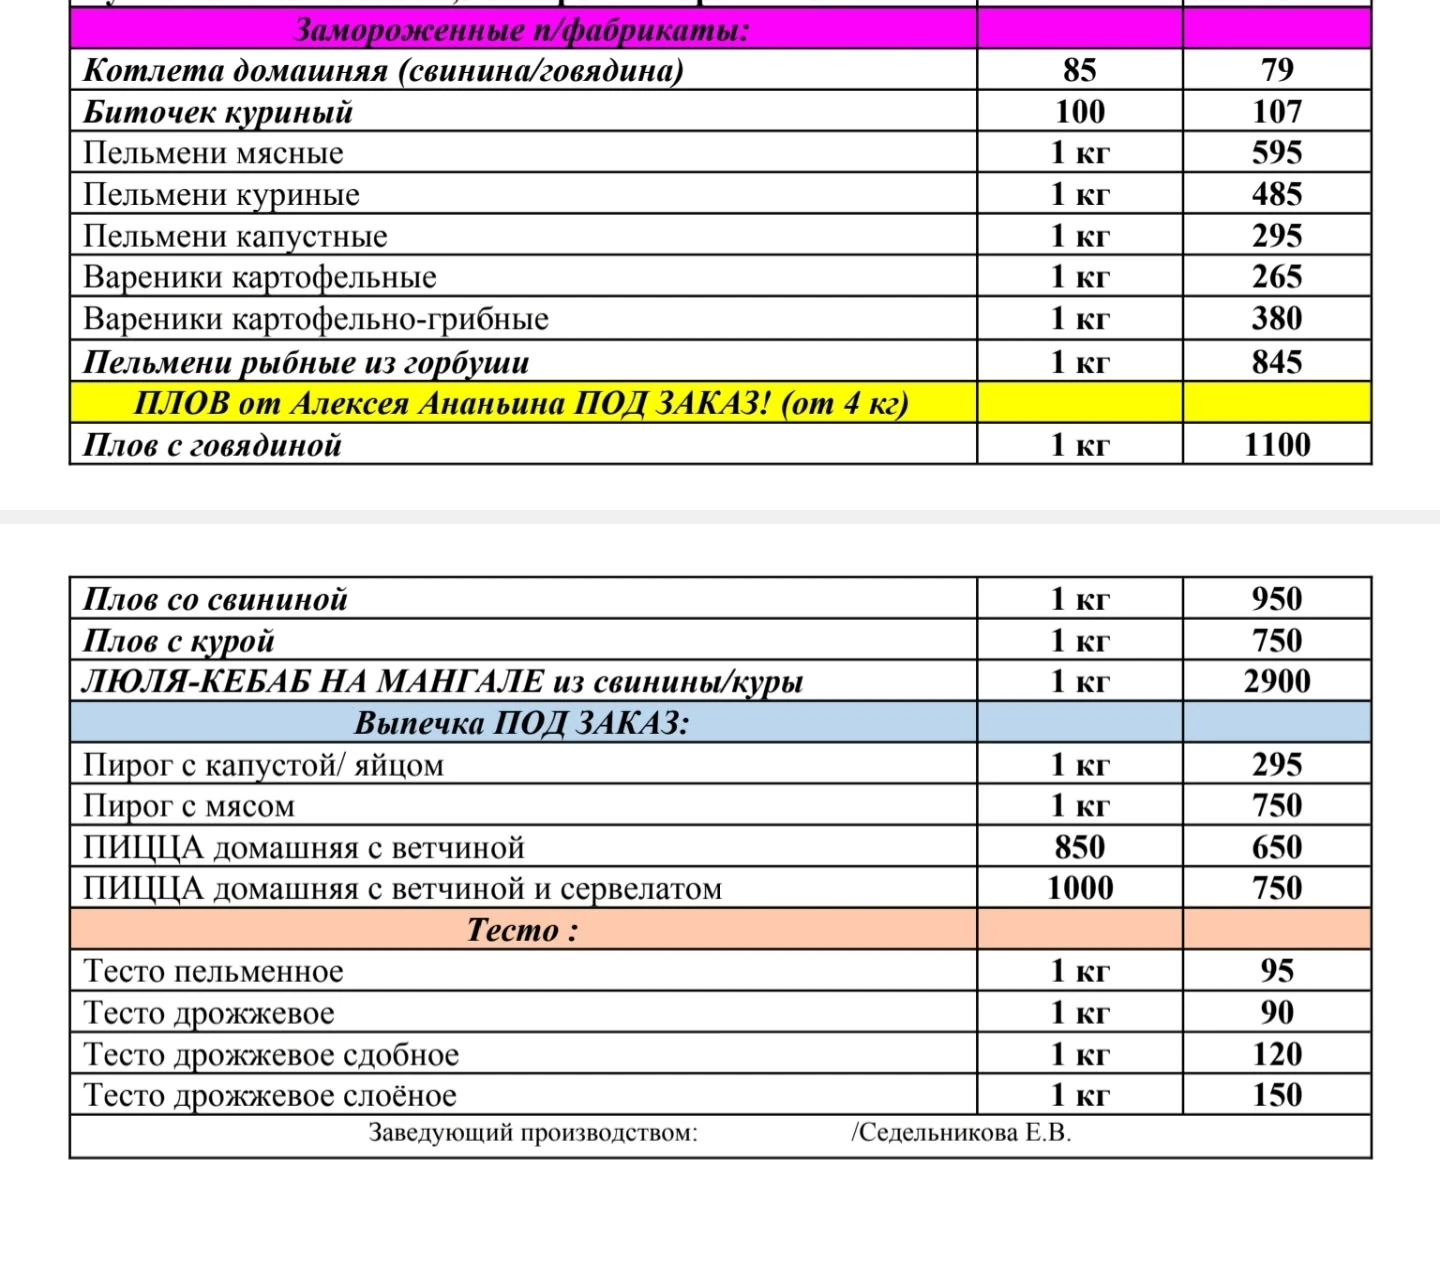 Замороженные п/фабрикаты:
Котлета домашняя (свинина/говядина) 85 79
Биточек куриный 100 107
Пельмени мясные 1 кг 595
Пельмени куриные 1 кг 485
Пельмени капустные 1 кг 295
Вареники картофельные 1 кг 265
Вареники картофельно-грибные 1 кг 380
Пельмени рыбные из горбуши 1 кг 845
ПЛОВ от Алексея Ананьина ПОД ЗАКАЗ! (от 4 кг)
Плов с говядиной 1 кг 1100
Плов со свининой 1 кг 950
Плов с курой 1 кг 750
ЛЮЛЯ-КЕБАБ НА МАНГАЛЕ из свинины/куры 1 кг 2900
Выпечка ПОД ЗАКАЗ:
Пирог с капустой/ яйцом 1 кг 295
Пирог с мясом 1 кг 750
ПИЦЦА домашняя с ветчиной 850 650
ПИЦЦА домашняя с ветчиной и сервелатом 1000 750
Тесто :
Тесто пельменное 1 кг 95
Тесто дрожжевое 1 кг 90
Тесто дрожжевое сдобное 1 кг 120
Тесто дрожжевое слоёное 1 кг 150
Заведующий производством: /Седельникова Е.В.